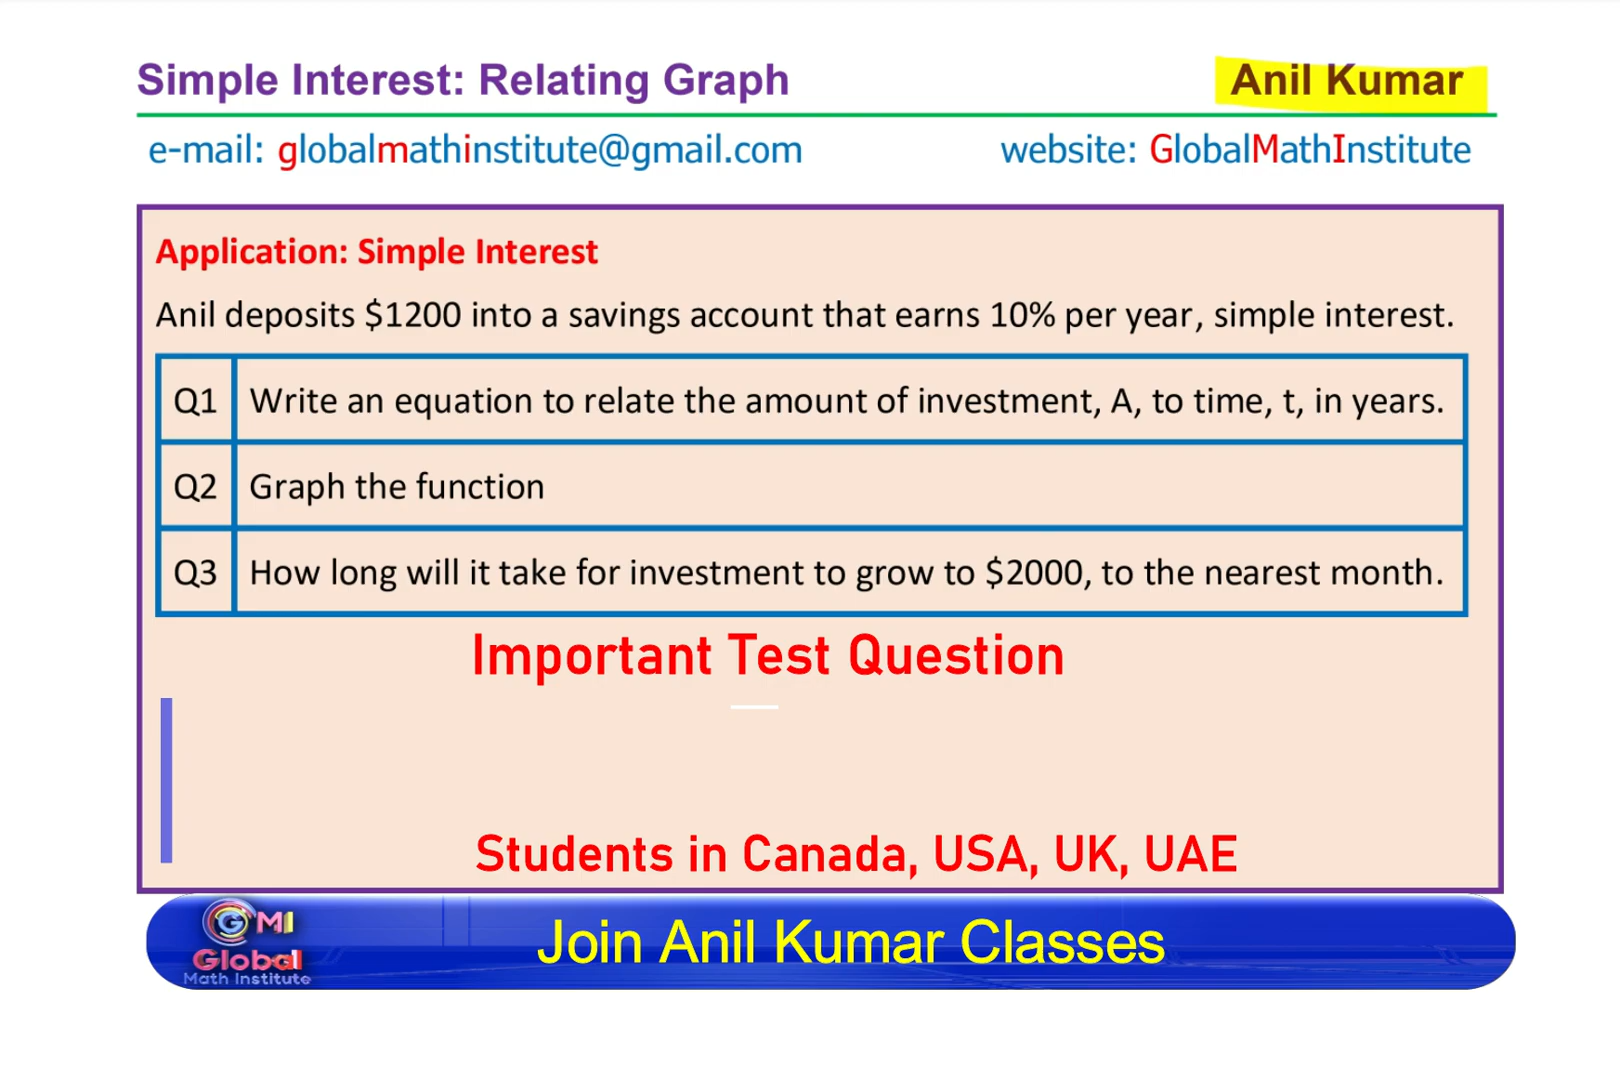 Simple Interest: Relating Graph
Anil Kumar
e-mail: globalmathinstitute@gmail.com
website: GlobalMathInstitute
Application: Simple Interest
Anil deposits $1200 into a savings account that earns 10% per year, simple interest.
Q1 Write an equation to relate the amount of investment, A, to time, t, in years.
Q2 Graph the function
Q3 How long will it take for investment to grow to $2000, to the nearest month.
Important Test Question
Students in Canada, USA, UK, UAE
GMI
Global
Math Institute
Join Anil Kumar Classes